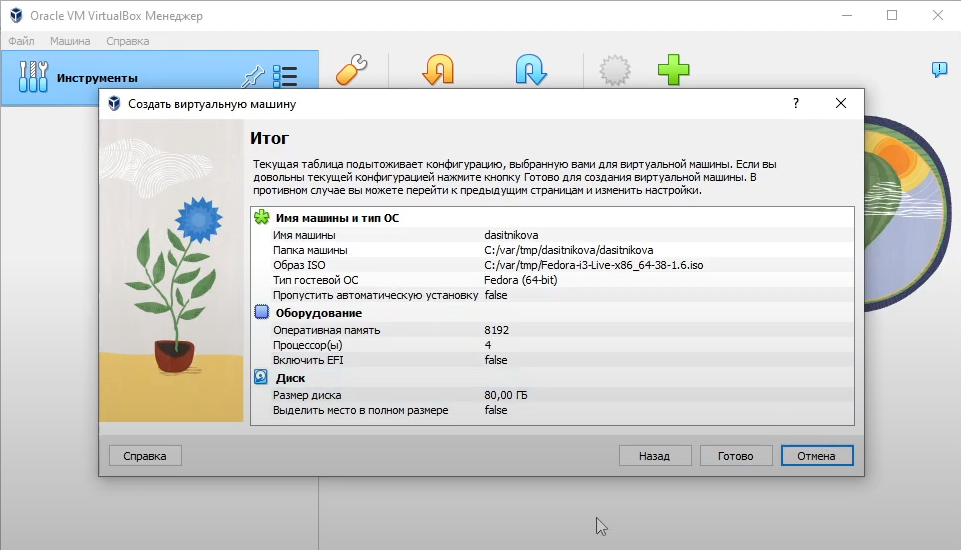 Oracle VM VirtualBox Менеджер
Файл Машина Справка
Инструменты
Создать виртуальную машину
?
Итог
Текущая таблица подытоживает конфигурацию, выбранную вами для виртуальной машины. Если вы
довольны текущей конфигурацией нажмите кнопку Готово для создания виртуальной машины. В
противном случае вы можете перейти к предыдущим страницам и изменить настройки.
Имя машины и тип ОС
Имя машины dasitnikova
Папка машины C:/var/tmp/dasitnikova/dasitnikova
Образ ISO C:/var/tmp/Fedora-i3-Live-x86_64-38-1.6.iso
Тип гостевой ОС Fedora (64-bit)
Пропустить автоматическую установку false
Оборудование
Оперативная память 8192
Процессор(ы) 4
Включить EFI false
Диск
Размер диска 80,00 ГБ
Выделить место в полном размере false
Справка Назад Готово Отмена